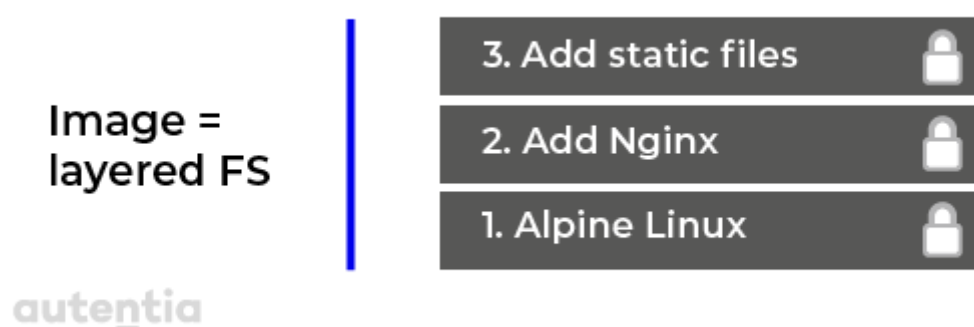 Image =
layered FS
3. Add static files
2. Add Nginx
1. Alpine Linux
autentia